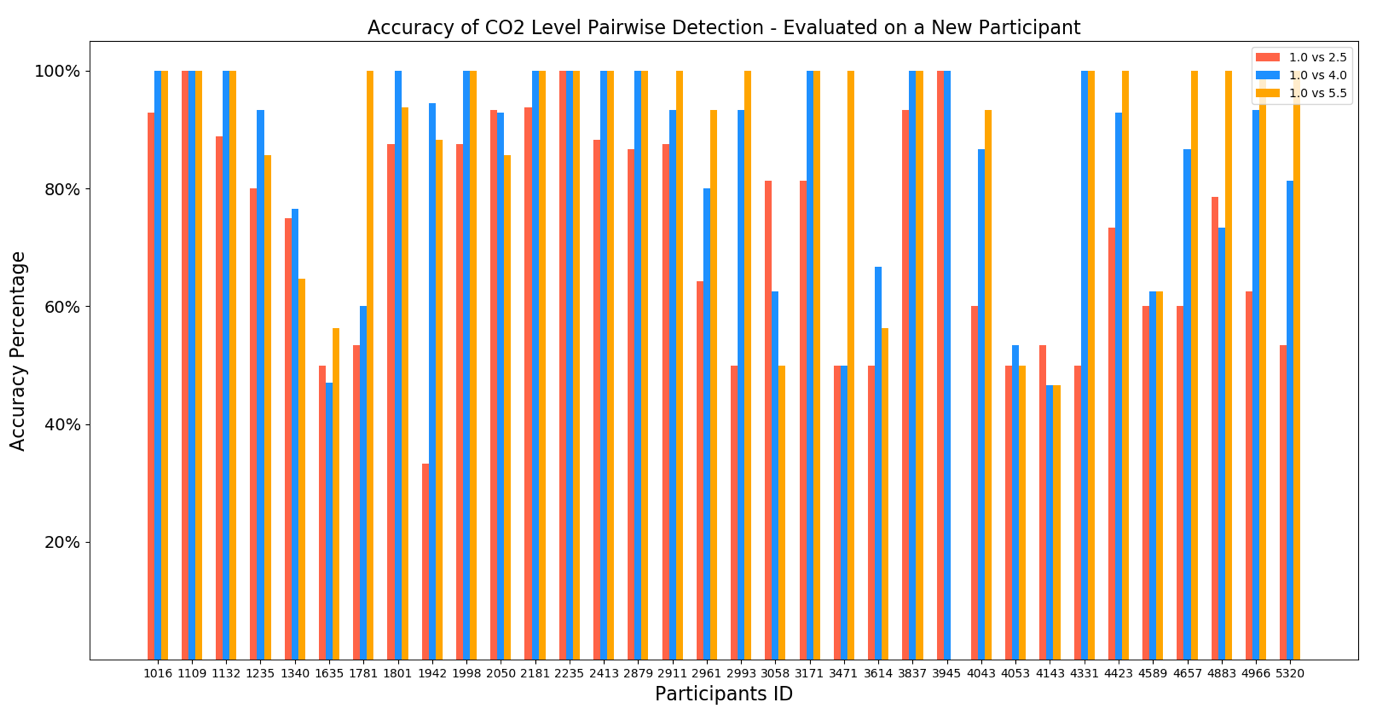 Accuracy of CO2 Level Pairwise Detection - Evaluated on a New Participant
1.0 vs 2.5
1.0 vs 4.0
1.0 vs 5.5
100%
80%
60%
40%
20%
Accuracy Percentage
1016 1109 1132 1235 1340 1635 1781 1801 1942 1998 2050 2181 2235 2413 2879 2911 2961 2993 3058 3171 3471 3614 3837 3945 4043 4053 4143 4331 4423 4589 4657 4883 4966 5320
Participants ID